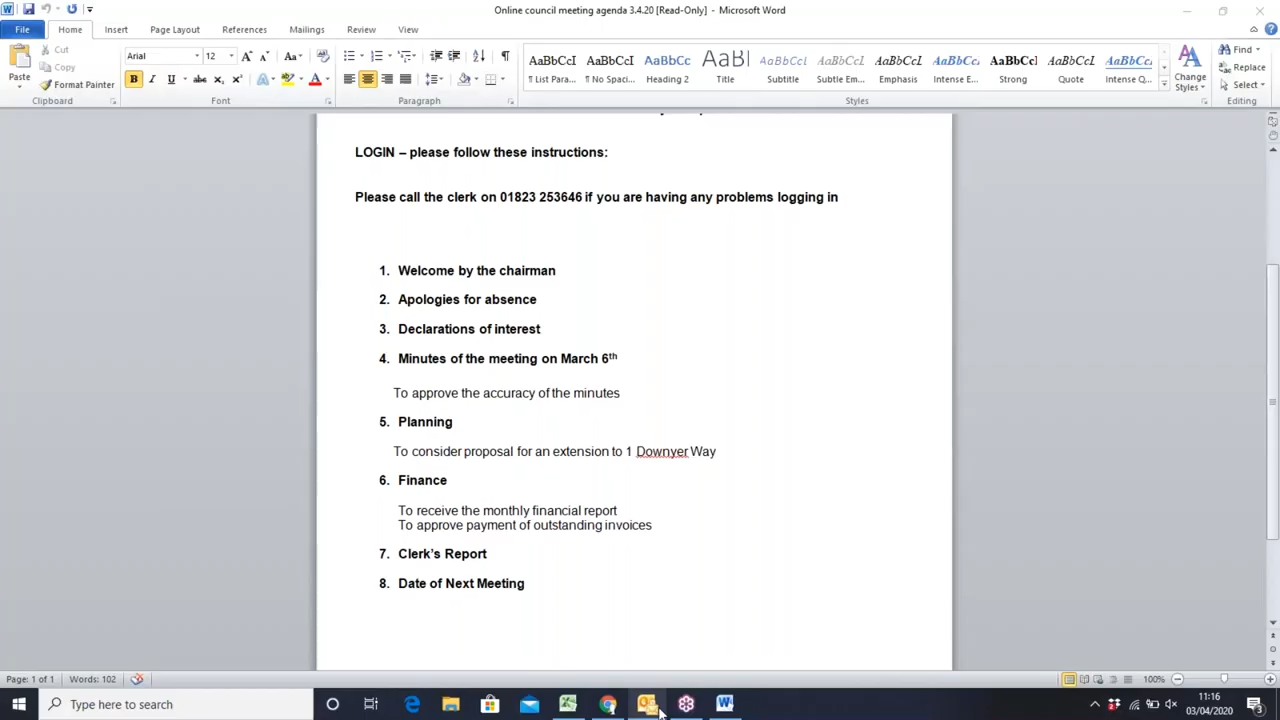 Online council meeting agenda 3.4.20 [Read-Only] - Microsoft Word
File Home Insert Page Layout References Mailings Review View
Paste
Cut
Copy
Format Painter
Clipboard
Arial 12
Font
Paragraph
AaBbCcI AaBbCcI AaBbCc AaBl AaBbCcl AaBbCcI AaBbCcI AaBbCcI AaBbCcI AaBbCcI AaBbCcI
¶ List Para... ¶ No Spaci... Heading 2 Title Subtitle Subtle Em... Emphasis Intense E... Strong Quote Intense Q...
Change Styles
Styles
Find
Replace
Select
Editing
LOGIN – please follow these instructions:
Please call the clerk on 01823 253646 if you are having any problems logging in
1. Welcome by the chairman
2. Apologies for absence
3. Declarations of interest
4. Minutes of the meeting on March 6th
To approve the accuracy of the minutes
5. Planning
To consider proposal for an extension to 1 Downyer Way
6. Finance
To receive the monthly financial report
To approve payment of outstanding invoices
7. Clerk's Report
8. Date of Next Meeting
Page: 1 of 1 Words: 102
100%
Type here to search
11:16
03/04/2020